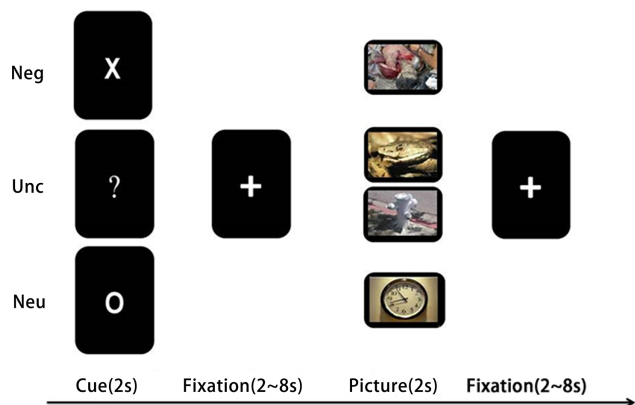 Neg
X
Unc
?
+
+
Neu
O
Cue(2s) Fixation(2~8s) Picture(2s) Fixation(2~8s)